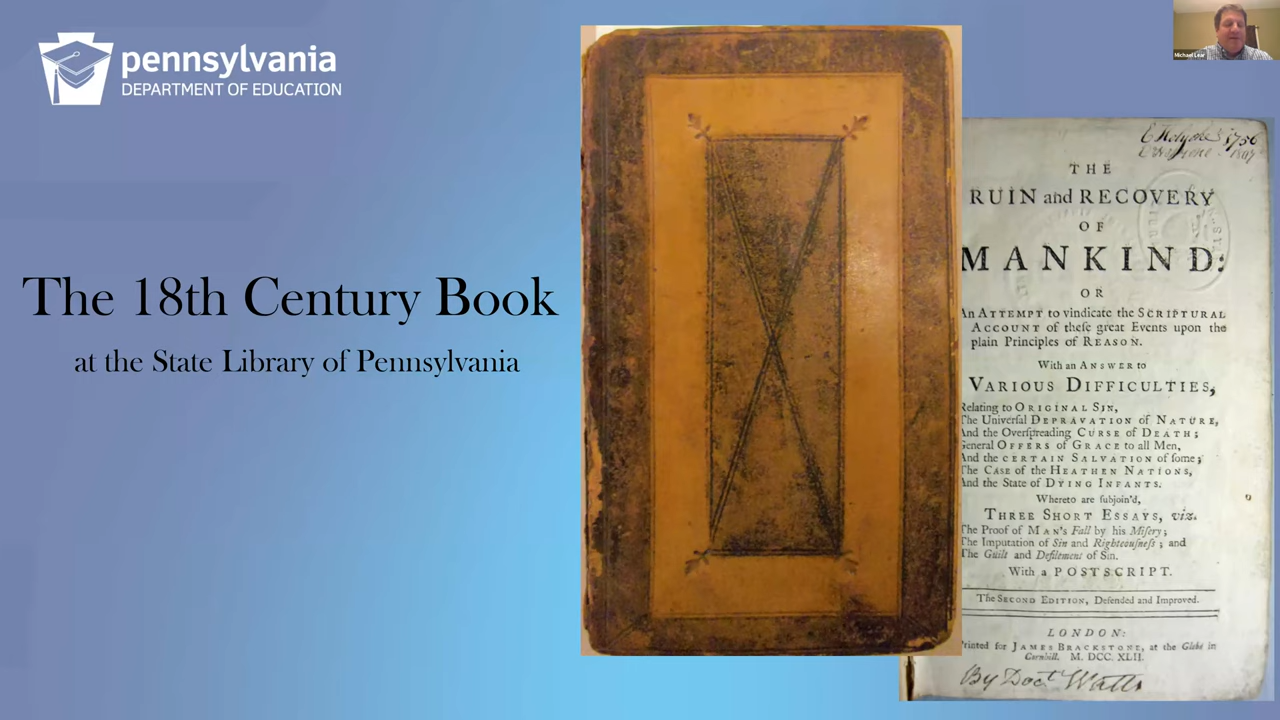 pennsylvania
DEPARTMENT OF EDUCATION
The 18th Century Book
at the State Library of Pennsylvania
Michael Lear
1756
THE
RUIN and RECOVERY
OF
MANKIND:
OR
An ATTEMPT to vindicate the SCRIPTURAL
ACCOUNT of theſe great Events upon the
plain Principles of REASON.
With an ANSWER to
VARIOUS DIFFICULTIES,
Relating to ORIGINAL SIN,
The Univerſal DEPRAVATION of NATURE,
And the Overſpreading CURSE of DEATH;
General OFFERS of GRACE to all Men,
And the CERTAIN SALVATION of ſome;
The CASE of the HEATHEN NATIONS,
And the State of DYING INFANTS.
Whereto are ſubjoin'd,
THREE SHORT ESSAYS, viz.
The Proof of MAN's Fall by his Miſery;
The Imputation of Sin and Righteouſneſs; and
The Guilt and Defilement of Sin.
With a POSTSCRIPT.
The SECOND EDITION, Defended and Improved.
LONDON:
Printed for JAMES BRACKSTONE, at the Globe in
Cornhill. M. DCC. XLII.
By Doct Watts